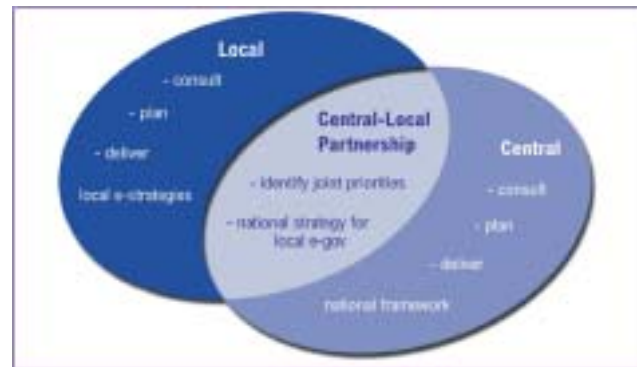 Local
- consult
- plan
- deliver
local e-strategies
Central-Local
Partnership
- identify joint priorities
- national strategy for
local e-gov
Central
- consult
- plan
- deliver
national framework